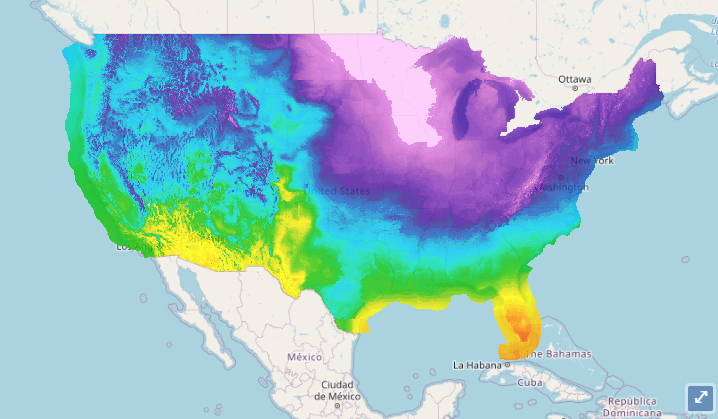 Ottawa
New York
United States
Washington
Los
The Bahamas
La Habana
México
Cuba
Ciudad
de México
República
Dominicana